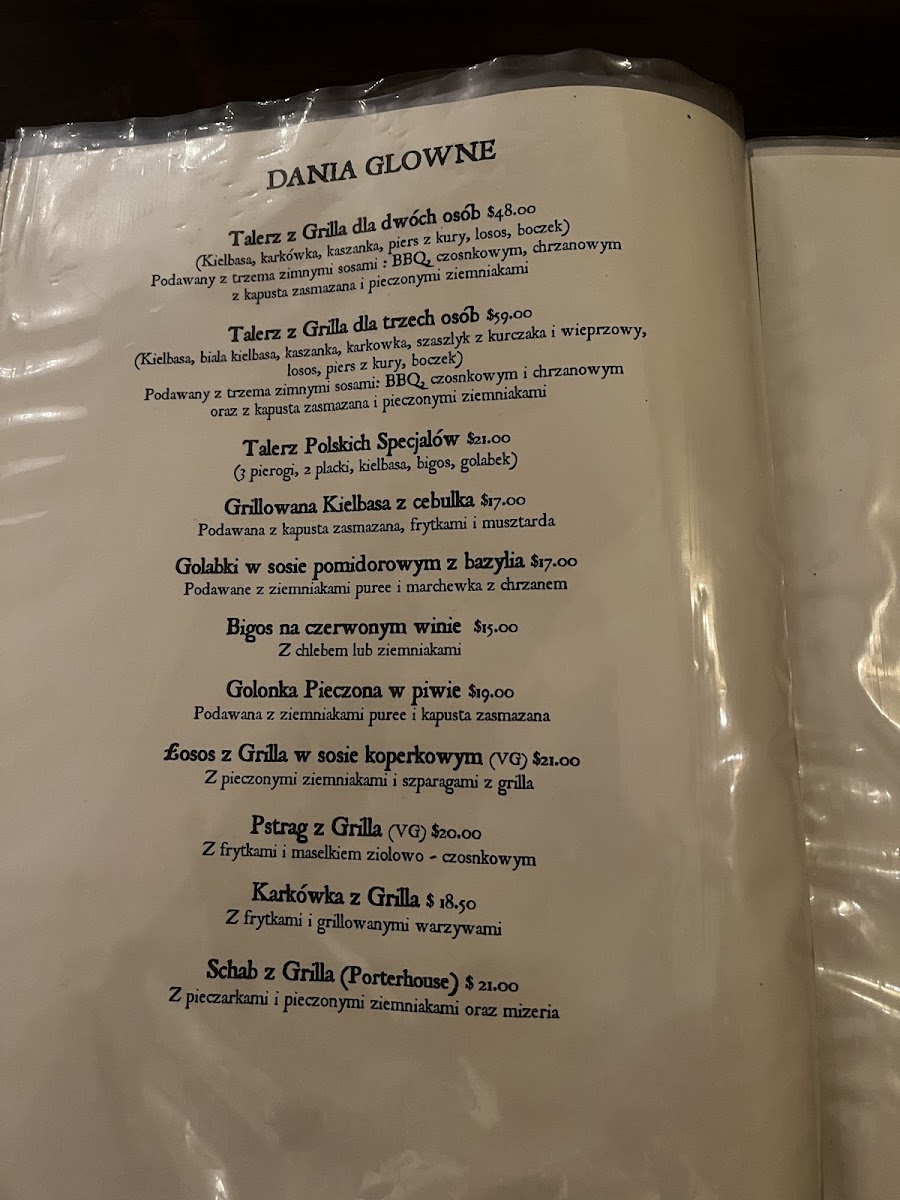 DANIA GLOWNE
Talerz z Grilla dla dwóch osób $48.00
(Kielbasa, karkówka, kaszanka, piers z kury, losos, boczek)
Podawany z trzema zimnymi sosami : BBQ, czosnkowym, chrzanowym
z kapusta zasmazana i pieczonymi ziemniakami
Talerz z Grilla dla trzech osób $59.00
(Kielbasa, biala kielbasa, kaszanka, karkowka, szaszlyk z kurczaka i wieprzowy,
losos, piers z kury, boczek)
Podawany z trzema zimnymi sosami: BBQ, czosnkowym i chrzanowym
oraz z kapusta zasmazana i pieczonymi ziemniakami
Talerz Polskich Specjalów $21.00
(3 pierogi, 2 placki, kielbasa, bigos, golabek)
Grillowana Kielbasa z cebulka $17.00
Podawana z kapusta zasmazana, frytkami i musztarda
Golabki w sosie pomidorowym z bazylia $17.00
Podawane z ziemniakami puree i marchewka z chrzanem
Bigos na czerwonym winie $15.00
Z chlebem lub ziemniakami
Golonka Pieczona w piwie $19.00
Podawana z ziemniakami puree i kapusta zasmazana
£osos z Grilla w sosie koperkowym (VG) $21.00
Z pieczonymi ziemniakami i szparagami z grilla
Pstrag z Grilla (VG) $20.00
Z frytkami i maselkiem ziolowo - czosnkowym
Karkówka z Grilla $ 18.50
Z frytkami i grillowanymi warzywami
Schab z Grilla (Porterhouse) $ 21.00
Z pieczarkami i pieczonymi ziemniakami oraz mizeria